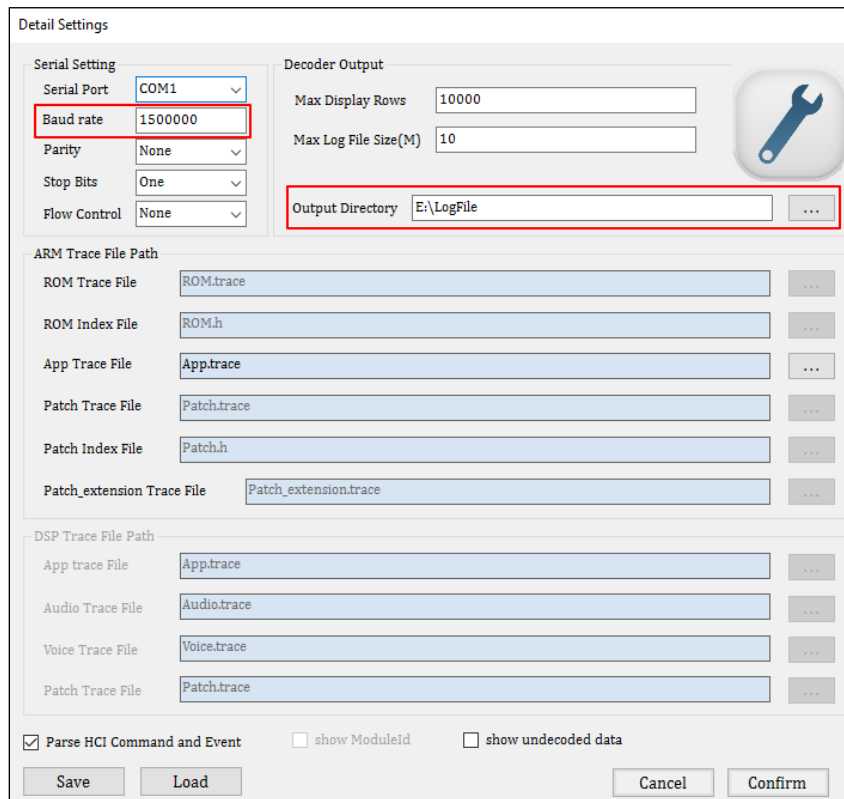 Detail Settings
Serial Setting
Serial Port COM1
Baud rate 1500000
Parity None
Stop Bits One
Flow Control None
Decoder Output
Max Display Rows 10000
Max Log File Size(M) 10
Output Directory E:\LogFile ...
ARM Trace File Path
ROM Trace File ROM.trace ...
ROM Index File ROM.h ...
App Trace File App.trace ...
Patch Trace File Patch.trace ...
Patch Index File Patch.h ...
Patch_extension Trace File Patch_extension.trace ...
DSP Trace File Path
App trace File App.trace ...
Audio Trace File Audio.trace ...
Voice Trace File Voice.trace ...
Patch Trace File Patch.trace ...
Parse HCI Command and Event show ModuleId show undecoded data
Save Load Cancel Confirm